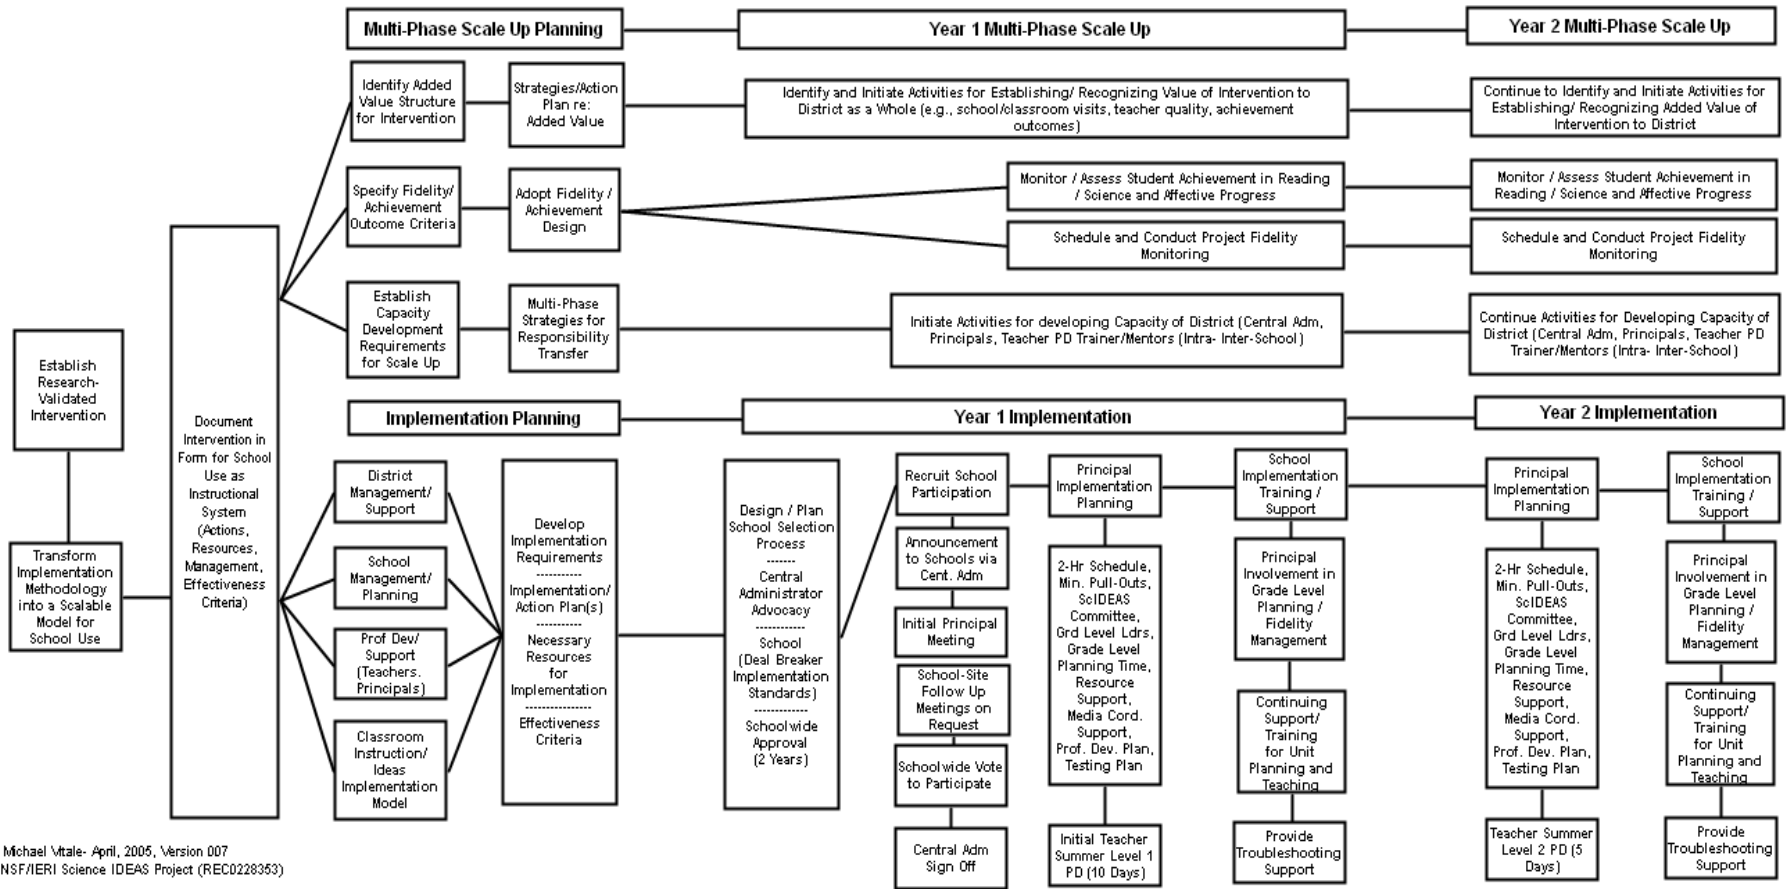 Multi-Phase Scale Up Planning
Year 1 Multi-Phase Scale Up
Year 2 Multi-Phase Scale Up
Identify Added
Value Structure
for Intervention
Strategies/Action
Plan re:
Added Value
Identify and Initiate Activities for Establishing/ Recognizing Value of Intervention to
District as a Whole (e.g., school/classroom visits, teacher quality, achievement
outcomes)
Continue to Identify and Initiate Activities for
Establishing/ Recognizing Added Value of
Intervention to District
Specify Fidelity/
Achievement
Outcome Criteria
Adopt Fidelity /
Achievement
Design
Monitor / Assess Student Achievement in Reading
/ Science and Affective Progress
Monitor / Assess Student Achievement in
Reading / Science and Affective Progress
Schedule and Conduct Project Fidelity
Monitoring
Schedule and Conduct Project Fidelity
Monitoring
Establish
Capacity
Development
Requirements
for Scale Up
Multi-Phase
Strategies for
Responsibility
Transfer
Initiate Activities for developing Capacity of District (Central Adm,
Principals, Teacher PD Trainer/Mentors (Intra- Inter-School)
Continue Activities for Developing Capacity of
District (Central Adm, Principals, Teacher PD
Trainer/Mentors (Intra- Inter-School)
Establish
Research-
Validated
Intervention
Transform
Implementation
Methodology
into a Scalable
Model for
School Use
Document
Intervention in
Form for School
Use as
Instructional
System
(Actions,
Resources,
Management,
Effectiveness
Criteria)
Implementation Planning
Year 1 Implementation
Year 2 Implementation
District
Management/
Support
School
Management/
Planning
Prof Dev/
Support
(Teachers.
Principals)
Classroom
Instruction/
Ideas
Implementation
Model
Develop
Implementation
Requirements
-----------
Implementation/
Action Plan(s)
-----------
Necessary
Resources
for
Implementation
----------------
Effectiveness
Criteria
Design / Plan
School Selection
Process
------
Central
Administrator
Advocacy
------------
School
(Deal Breaker
Implementation
Standards)
-------------
Schoolwide
Approval
(2 Years)
Recruit School
Participation
Announcement
to Schools via
Cent. Adm
Initial Principal
Meeting
School-Site
Follow Up
Meetings on
Request
Schoolwide Vote
to Participate
Central Adm
Sign Off
Principal
Implementation
Planning
2-Hr Schedule,
Min. Pull-Outs,
ScIDEAS
Committee,
Grd Level Ldrs,
Grade Level
Planning Time,
Resource
Support,
Media Cord.
Support,
Prof. Dev. Plan,
Testing Plan
Initial Teacher
Summer Level 1
PD (10 Days)
School
Implementation
Training /
Support
Principal
Involvement in
Grade Level
Planning /
Fidelity
Management
Continuing
Support/
Training
for Unit
Planning and
Teaching
Provide
Troubleshooting
Support
Principal
Implementation
Planning
2-Hr Schedule,
Min. Pull-Outs,
ScIDEAS
Committee,
Grd Level Ldrs,
Grade Level
Planning Time,
Resource
Support,
Media Cord.
Support,
Prof. Dev. Plan,
Testing Plan
Teacher Summer
Level 2 PD (5
Days)
School
Implementation
Training /
Support
Principal
Involvement in
Grade Level
Planning /
Fidelity
Management
Continuing
Support/
Training
for Unit
Planning and
Teaching
Provide
Troubleshooting
Support
Michael Vitale- April, 2005, Version 007
NSF/IERI Science IDEAS Project (REC0228353)